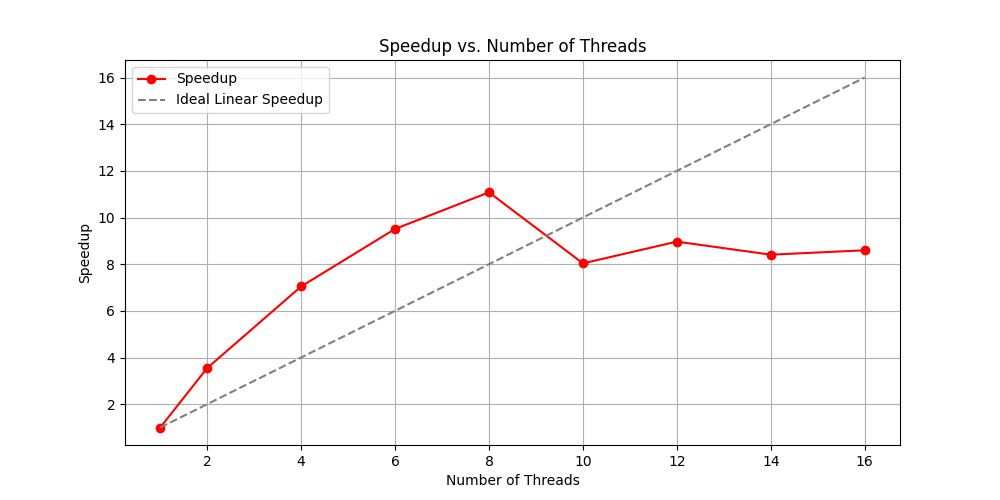 Speedup vs. Number of Threads
Speedup
Ideal Linear Speedup
16
14
12
10
8
6
4
2
Speedup
2 4 6 8 10 12 14 16
Number of Threads